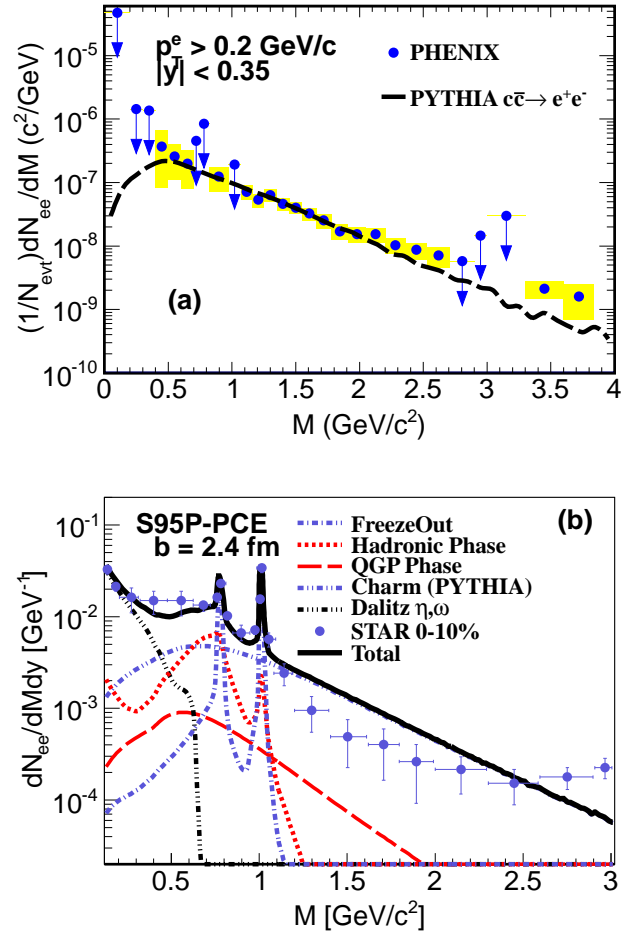 10⁻⁵
10⁻⁶
10⁻⁷
10⁻⁸
10⁻⁹
10⁻¹⁰
(1/N_evt)dN_ee/dM (c²/GeV)
p^e_T > 0.2 GeV/c
|y| < 0.35
PHENIX
PYTHIA cc̄→ e⁺e⁻
(a)
0 0.5 1 1.5 2 2.5 3 3.5 4
M (GeV/c²)
10⁻¹
10⁻²
10⁻³
10⁻⁴
dN_ee/dMdy [GeV⁻¹]
S95P-PCE
b = 2.4 fm
(b)
FreezeOut
Hadronic Phase
QGP Phase
Charm (PYTHIA)
Dalitz η,ω
STAR 0-10%
Total
0.5 1 1.5 2 2.5 3
M [GeV/c²]